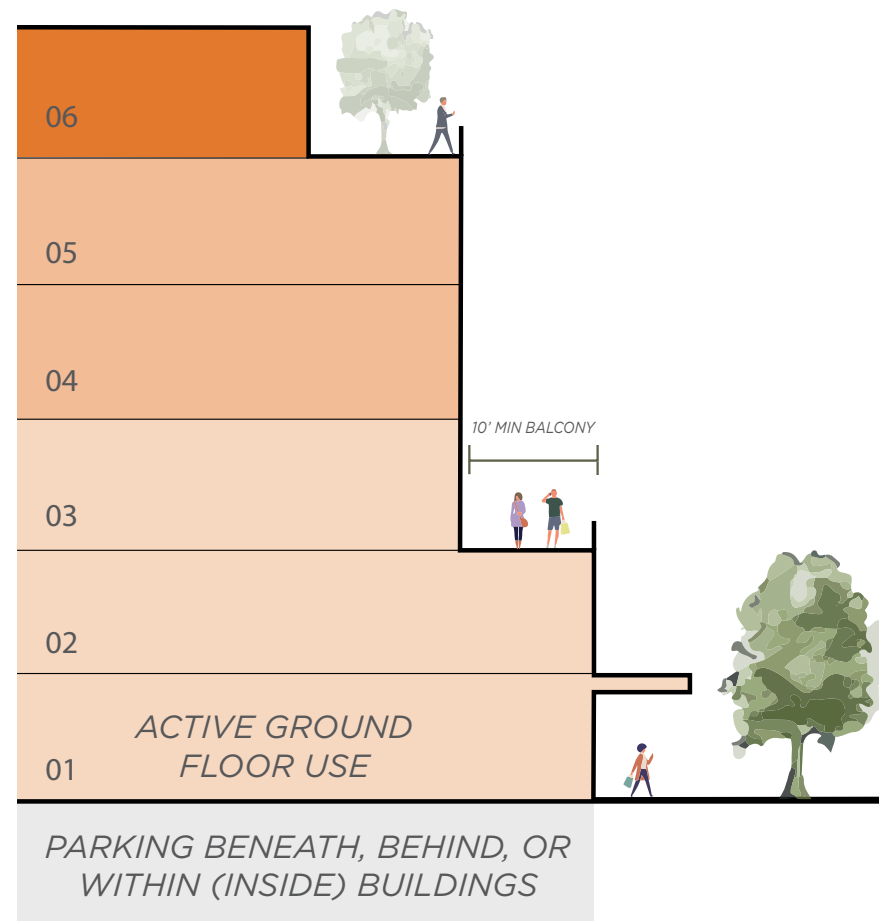 06
05
04
10' MIN BALCONY
03
02
ACTIVE GROUND
FLOOR USE
01
PARKING BENEATH, BEHIND, OR
WITHIN (INSIDE) BUILDINGS